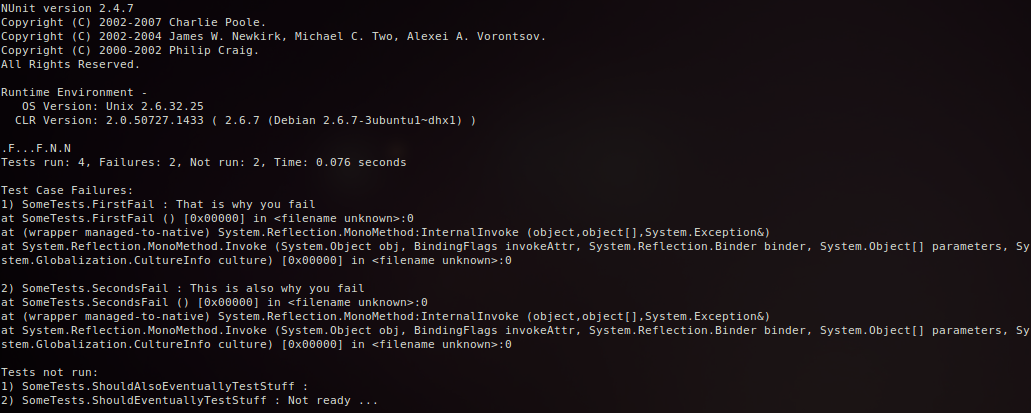 NUnit version 2.4.7
Copyright (C) 2002-2007 Charlie Poole.
Copyright (C) 2002-2004 James W. Newkirk, Michael C. Two, Alexei A. Vorontsov.
Copyright (C) 2000-2002 Philip Craig.
All Rights Reserved.
Runtime Environment -
   OS Version: Unix 2.6.32.25
  CLR Version: 2.0.50727.1433 ( 2.6.7 (Debian 2.6.7-3ubuntu1~dhx1) )
.F...F.N.N
Tests run: 4, Failures: 2, Not run: 2, Time: 0.076 seconds
Test Case Failures:
1) SomeTests.FirstFail : That is why you fail
at SomeTests.FirstFail () [0x00000] in <filename unknown>:0
at (wrapper managed-to-native) System.Reflection.MonoMethod:InternalInvoke (object,object[],System.Exception&)
at System.Reflection.MonoMethod.Invoke (System.Object obj, BindingFlags invokeAttr, System.Reflection.Binder binder, System.Object[] parameters, Sy
stem.Globalization.CultureInfo culture) [0x00000] in <filename unknown>:0
2) SomeTests.SecondsFail : This is also why you fail
at SomeTests.SecondsFail () [0x00000] in <filename unknown>:0
at (wrapper managed-to-native) System.Reflection.MonoMethod:InternalInvoke (object,object[],System.Exception&)
at System.Reflection.MonoMethod.Invoke (System.Object obj, BindingFlags invokeAttr, System.Reflection.Binder binder, System.Object[] parameters, Sy
stem.Globalization.CultureInfo culture) [0x00000] in <filename unknown>:0
Tests not run:
1) SomeTests.ShouldAlsoEventuallyTestStuff :
2) SomeTests.ShouldEventuallyTestStuff : Not ready ...